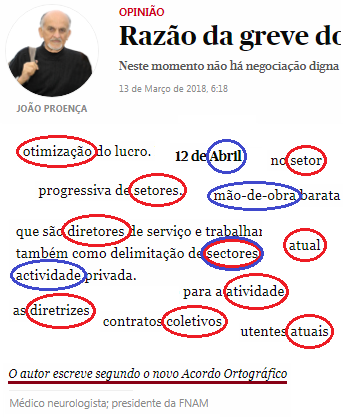 OPINIÃO
Razão da greve do
Neste momento não há negociação digna
13 de Março de 2018, 6:18
JOÃO PROENÇA
otimização do lucro.
12 de Abril
no setor
progressiva de setores.
mão-de-obra barata
que são diretores de serviço e trabalhar
também como delimitação de sectores
atual
actividade privada.
para a atividade
as diretrizes
contratos coletivos
utentes atuais
O autor escreve segundo o novo Acordo Ortográfico
Médico neurologista; presidente da FNAM